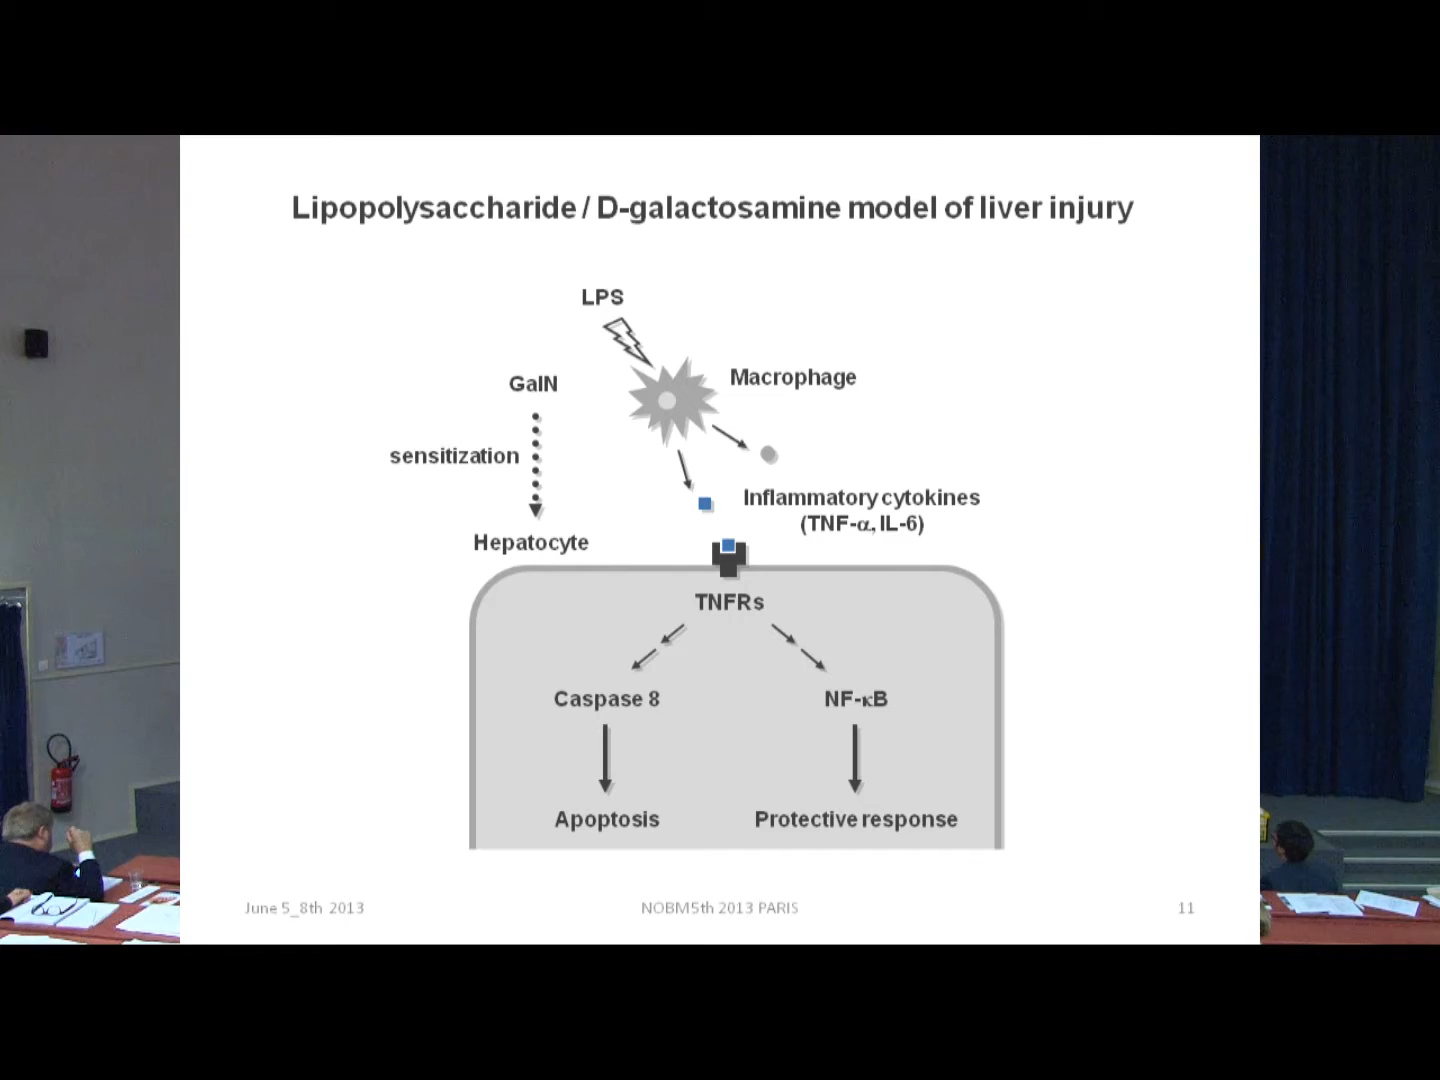 Lipopolysaccharide / D-galactosamine model of liver injury
LPS
Macrophage
GalN
sensitization
Inflammatory cytokines
(TNF-α, IL-6)
Hepatocyte
TNFRs
Caspase 8
NF-κB
Apoptosis
Protective response
June 5_8th 2013
NOBM5th 2013 PARIS
11